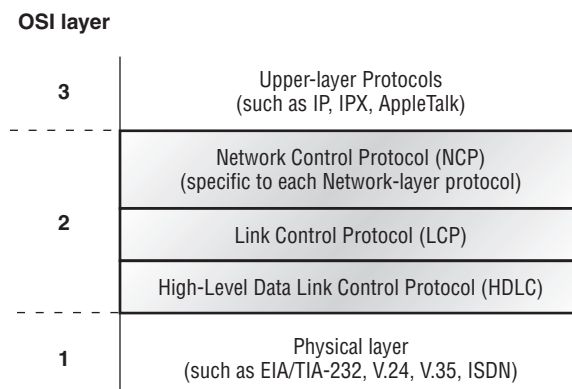 OSI layer
3
Upper-layer Protocols
(such as IP, IPX, AppleTalk)
Network Control Protocol (NCP)
(specific to each Network-layer protocol)
2
Link Control Protocol (LCP)
High-Level Data Link Control Protocol (HDLC)
1
Physical layer
(such as EIA/TIA-232, V.24, V.35, ISDN)